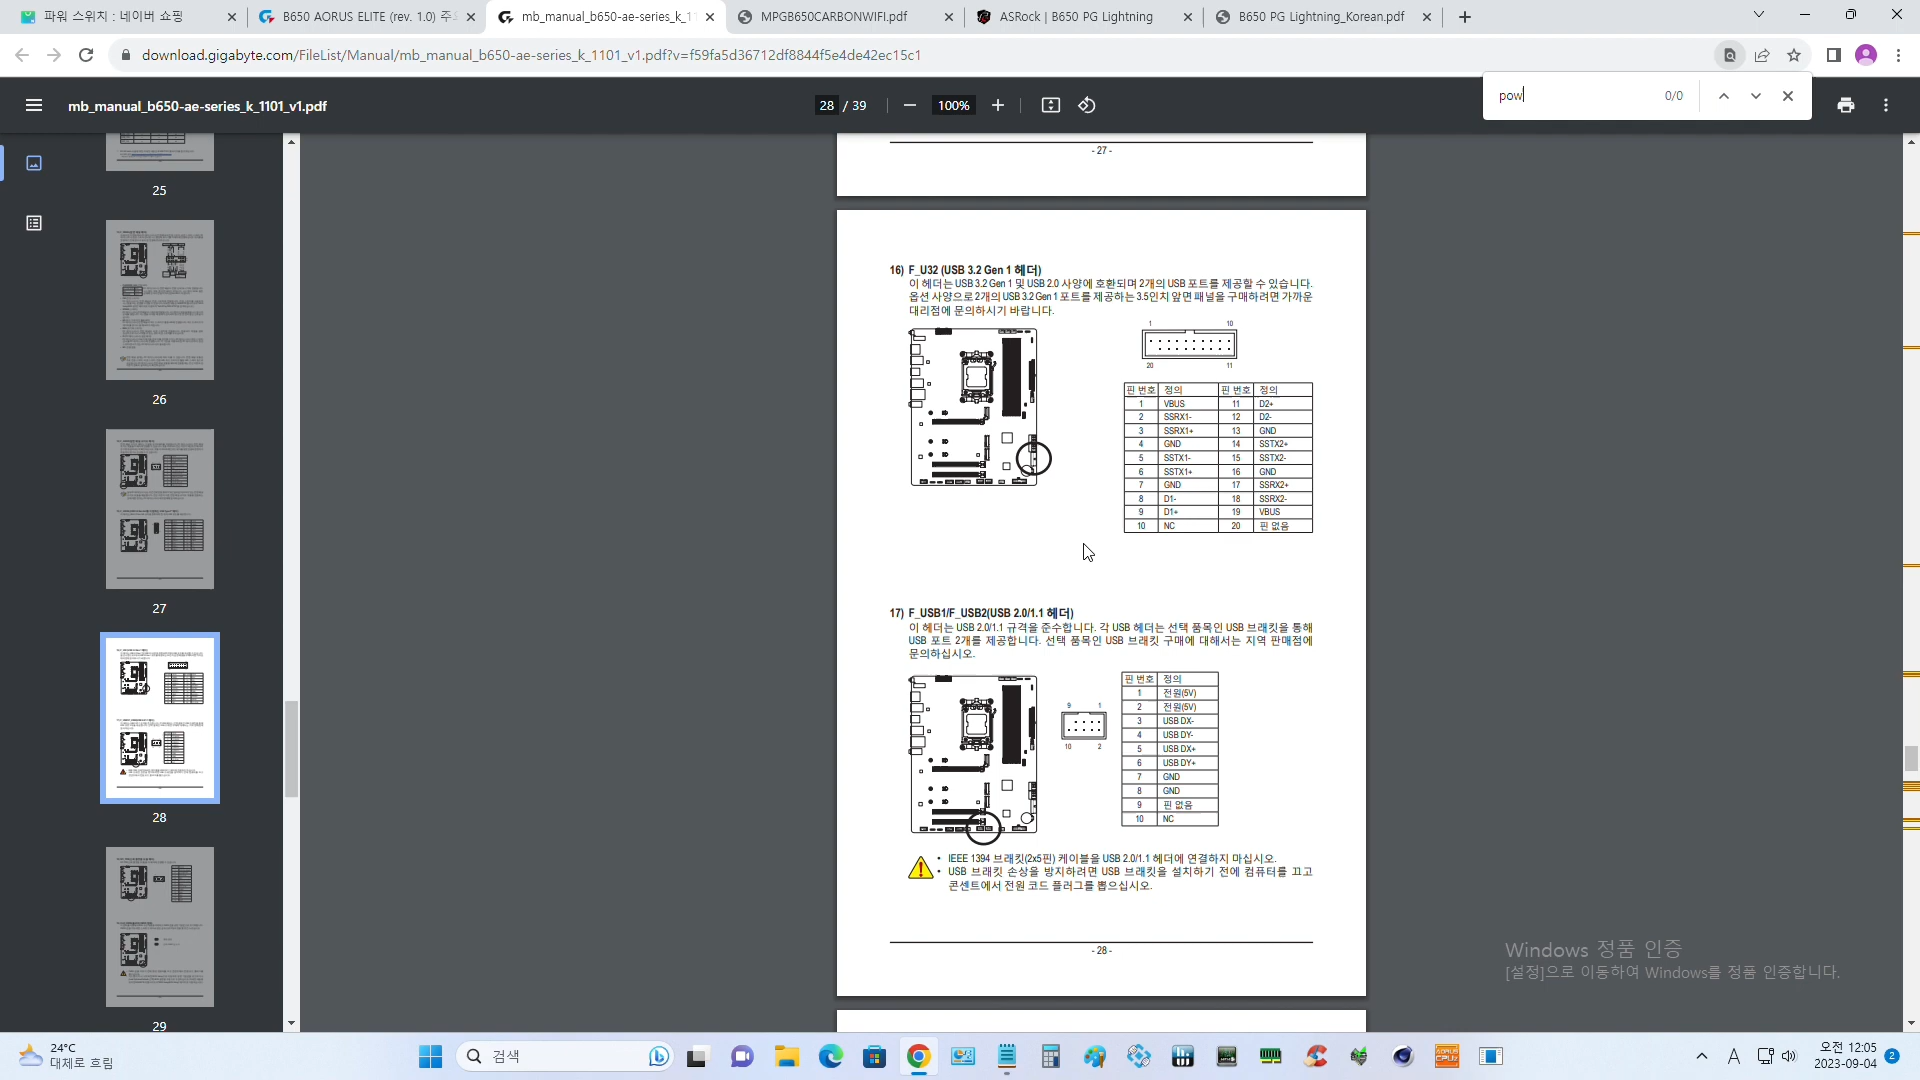 파워 스위치 : 네이버 쇼핑
B650 AORUS ELITE (rev. 1.0) 주요
mb_manual_b650-ae-series_k_11
MPGB650CARBONWIFI.pdf
ASRock | B650 PG Lightning
B650 PG Lightning_Korean.pdf
download.gigabyte.com/FileList/Manual/mb_manual_b650-ae-series_k_1101_v1.pdf?v=f59fa5d36712df8844f5e4de42ec15c1
mb_manual_b650-ae-series_k_1101_v1.pdf
28 / 39
100%
pow
0/0
25
26
27
28
29
- 27 -
16) F_U32 (USB 3.2 Gen 1 헤더)
이 헤더는 USB 3.2 Gen 1 및 USB 2.0 사양에 호환되며 2개의 USB 포트를 제공할 수 있습니다.
옵션 사양으로 2개의 USB 3.2 Gen 1 포트를 제공하는 3.5인치 앞면 패널을 구매하려면 가까운
대리점에 문의하시기 바랍니다.
1 10
20 11
핀 번호 정의 핀 번호 정의
1 VBUS 11 D2+
2 SSRX1- 12 D2-
3 SSRX1+ 13 GND
4 GND 14 SSTX2+
5 SSTX1- 15 SSTX2-
6 SSTX1+ 16 GND
7 GND 17 SSRX2+
8 D1- 18 SSRX2-
9 D1+ 19 VBUS
10 NC 20 핀 없음
17) F_USB1/F_USB2(USB 2.0/1.1 헤더)
이 헤더는 USB 2.0/1.1 규격을 준수합니다. 각 USB 헤더는 선택 품목인 USB 브래킷을 통해
USB 포트 2개를 제공합니다. 선택 품목인 USB 브래킷 구매에 대해서는 지역 판매점에
문의하십시오.
9 1
10 2
핀 번호 정의
1 전원(5V)
2 전원(5V)
3 USB DX-
4 USB DY-
5 USB DX+
6 USB DY+
7 GND
8 GND
9 핀 없음
10 NC
• IEEE 1394 브래킷(2x5핀) 케이블을 USB 2.0/1.1 헤더에 연결하지 마십시오.
• USB 브래킷 손상을 방지하려면 USB 브래킷을 설치하기 전에 컴퓨터를 끄고
콘센트에서 전원 코드 플러그를 뽑으십시오.
- 28 -
Windows 정품 인증
[설정]으로 이동하여 Windows를 정품 인증합니다.
24°C
대체로 흐림
검색
A
오전 12:05
2023-09-04
2